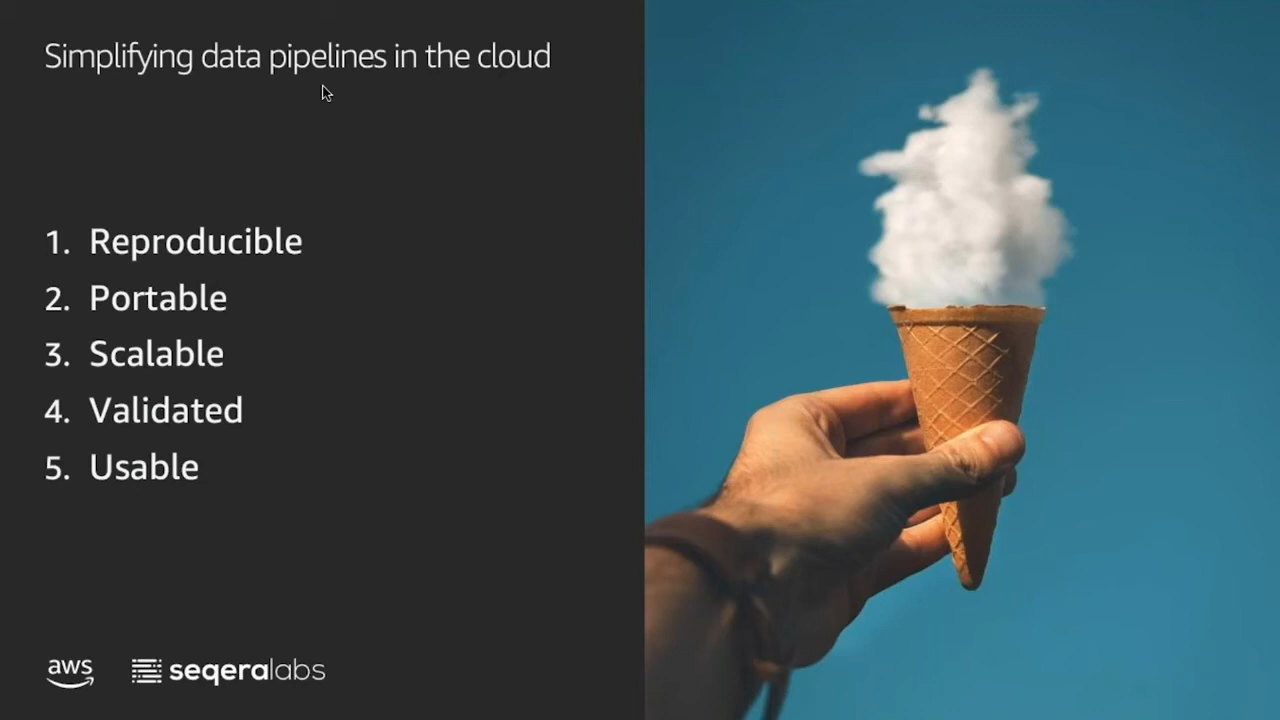 Simplifying data pipelines in the cloud
1. Reproducible
2. Portable
3. Scalable
4. Validated
5. Usable
aws seqeralabs